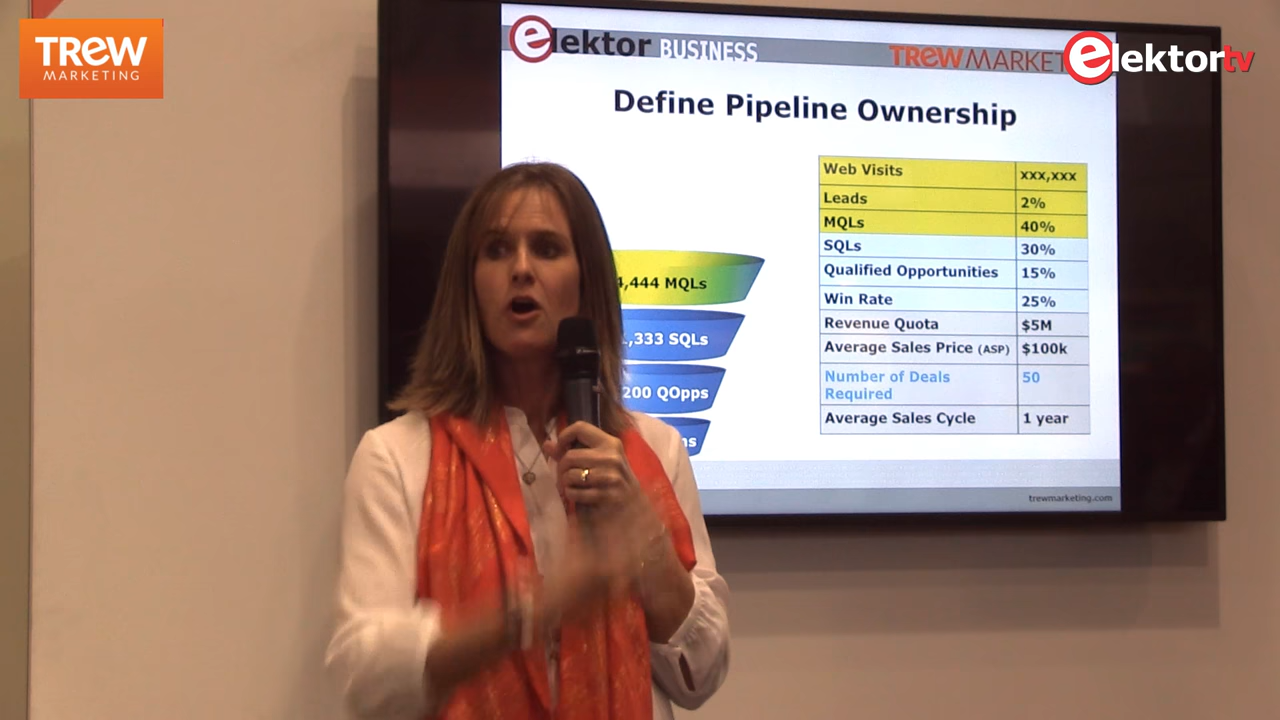 TREW
MARKETING
elektor BUSINESS
TREW MARKET
elektortv
Define Pipeline Ownership
Web Visits xxx,xxx
Leads 2%
MQLs 40%
SQLs 30%
Qualified Opportunities 15%
Win Rate 25%
Revenue Quota $5M
Average Sales Price (ASP) $100k
Number of Deals 50
Required
Average Sales Cycle 1 year
,444 MQLs
,333 SQLs
200 QOpps
trewmarketing.com